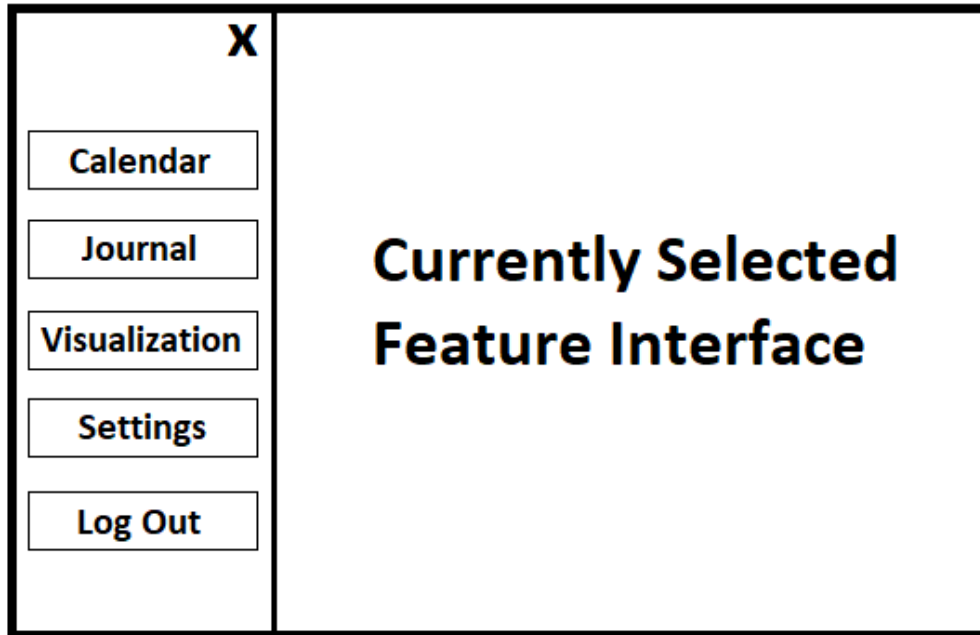 X
Calendar
Journal
Visualization
Settings
Log Out
Currently Selected
Feature Interface